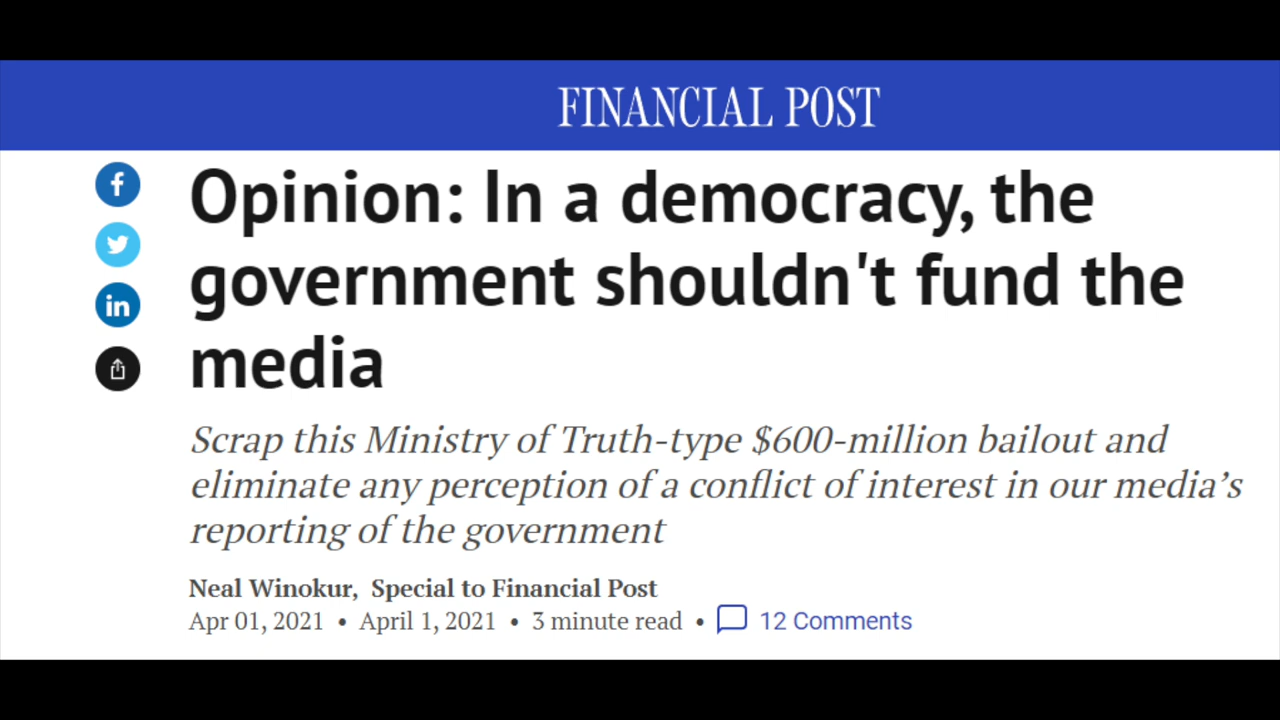 FINANCIAL POST
Opinion: In a democracy, the
government shouldn't fund the
media
Scrap this Ministry of Truth-type $600-million bailout and
eliminate any perception of a conflict of interest in our media’s
reporting of the government
Neal Winokur, Special to Financial Post
Apr 01, 2021 • April 1, 2021 • 3 minute read • 12 Comments